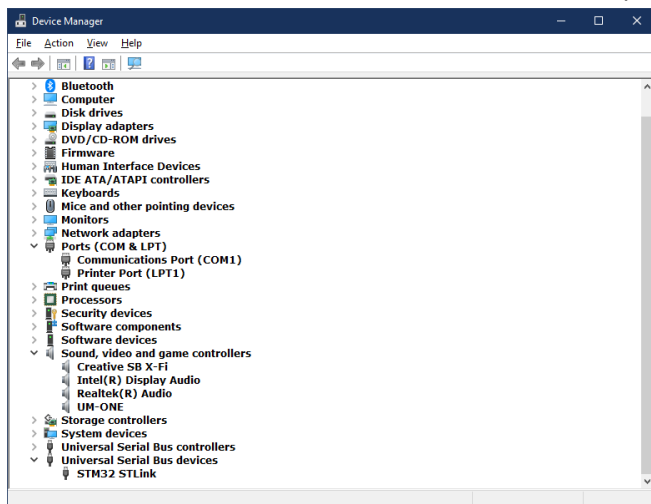 Device Manager
File Action View Help
Bluetooth
Computer
Disk drives
Display adapters
DVD/CD-ROM drives
Firmware
Human Interface Devices
IDE ATA/ATAPI controllers
Keyboards
Mice and other pointing devices
Monitors
Network adapters
Ports (COM & LPT)
Communications Port (COM1)
Printer Port (LPT1)
Print queues
Processors
Security devices
Software components
Software devices
Sound, video and game controllers
Creative SB X-Fi
Intel(R) Display Audio
Realtek(R) Audio
UM-ONE
Storage controllers
System devices
Universal Serial Bus controllers
Universal Serial Bus devices
STM32 STLink